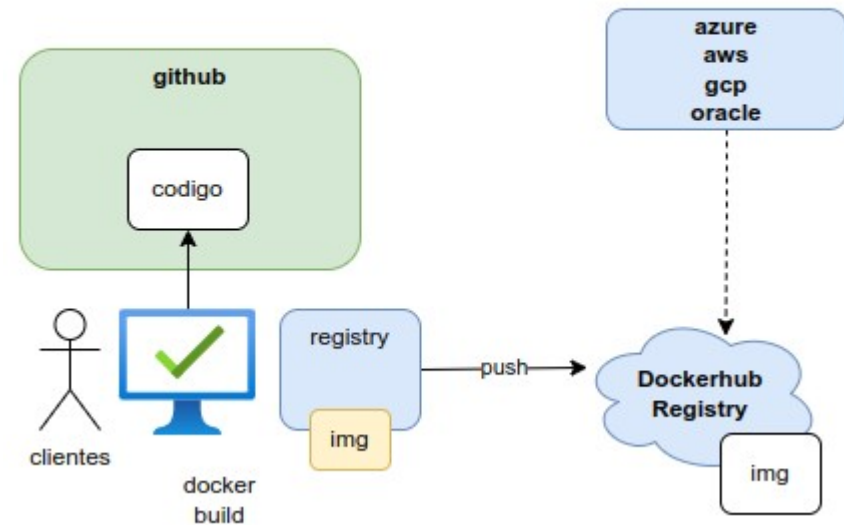 github
codigo
azure
aws
gcp
oracle
clientes
docker
build
registry
img
push
Dockerhub
Registry
img